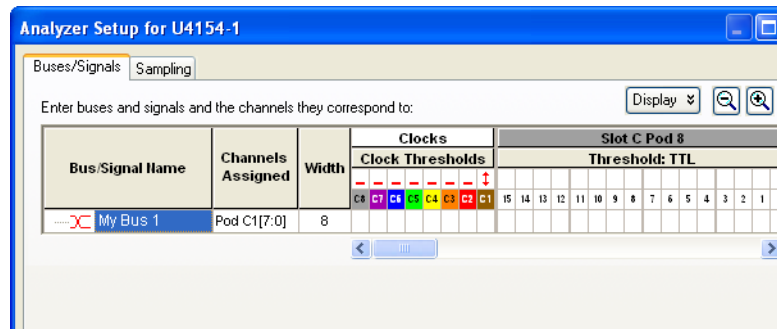 Analyzer Setup for U4154-1
Buses/Signals Sampling
Enter buses and signals and the channels they correspond to:
Display
Bus/Signal Name Channels Assigned Width Clocks Slot C Pod 8
Clock Thresholds Threshold: TTL
C8 C7 C6 C5 C4 C3 C2 C1 15 14 13 12 11 10 9 8 7 6 5 4 3 2 1
My Bus 1 Pod C1[7:0] 8